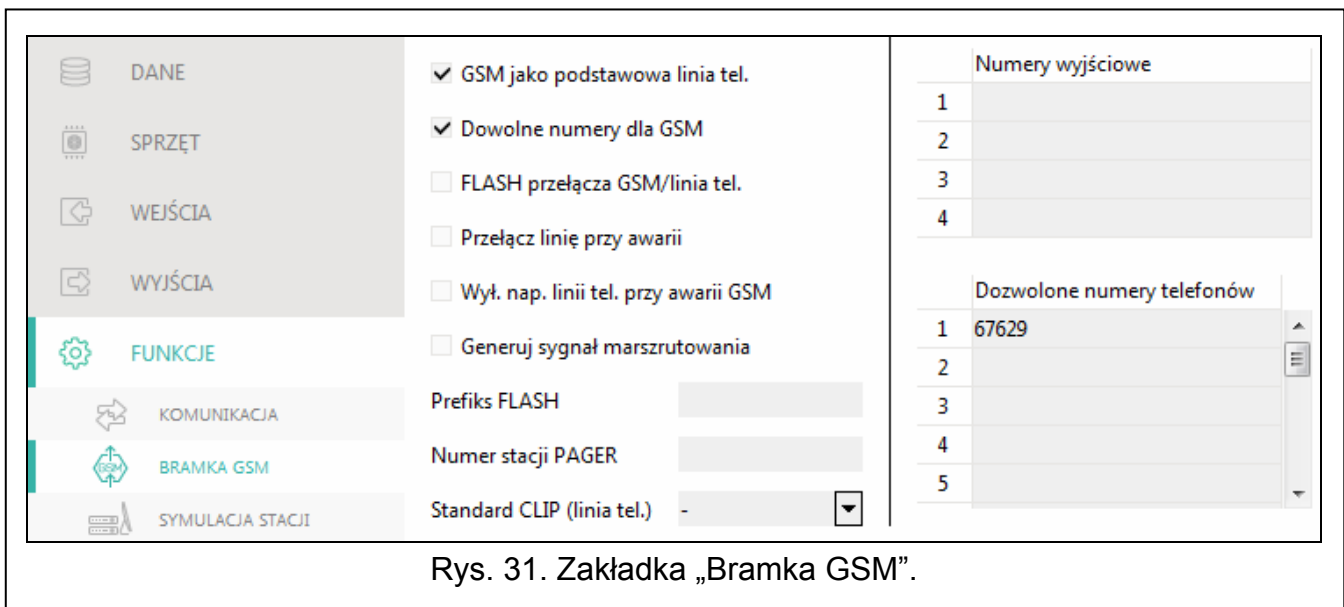 DANE
SPRZĘT
WEJŚCIA
WYJŚCIA
FUNKCJE
KOMUNIKACJA
GSM
BRAMKA GSM
SYMULACJA STACJI
GSM jako podstawowa linia tel.
Dowolne numery dla GSM
FLASH przełącza GSM/linia tel.
Przełącz linię przy awarii
Wył. nap. linii tel. przy awarii GSM
Generuj sygnał marszrutowania
Prefiks FLASH
Numer stacji PAGER
Standard CLIP (linia tel.) -
Numery wyjściowe
1
2
3
4
Dozwolone numery telefonów
1 67629
2
3
4
5
Rys. 31. Zakładka „Bramka GSM”.